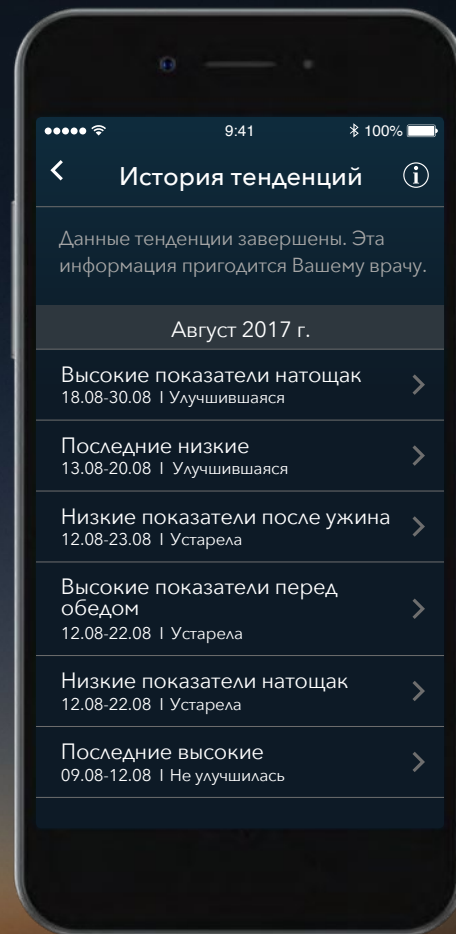 9:41 100%
История тенденций
Данные тенденции завершены. Эта
информация пригодится Вашему врачу.
Август 2017 г.
Высокие показатели натощак
18.08-30.08 | Улучшившаяся
Последние низкие
13.08-20.08 | Улучшившаяся
Низкие показатели после ужина
12.08-23.08 | Устарела
Высокие показатели перед
обедом
12.08-22.08 | Устарела
Низкие показатели натощак
12.08-22.08 | Устарела
Последние высокие
09.08-12.08 | Не улучшилась